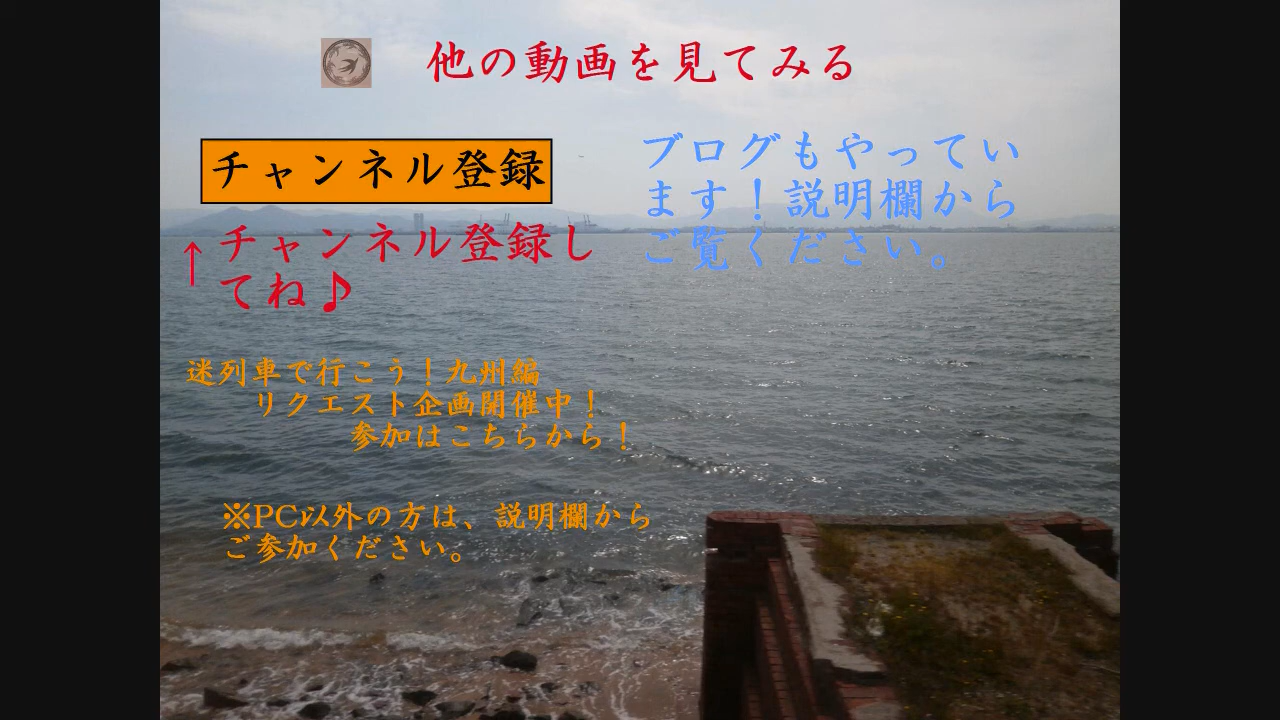 他の動画を見てみる
チャンネル登録
↑チャンネル登録し
てね♪
ブログもやってい
ます！説明欄から
ご覧ください。
迷列車で行こう！九州編
リクエスト企画開催中！
参加はこちらから！
※PC以外の方は、説明欄から
ご参加ください。